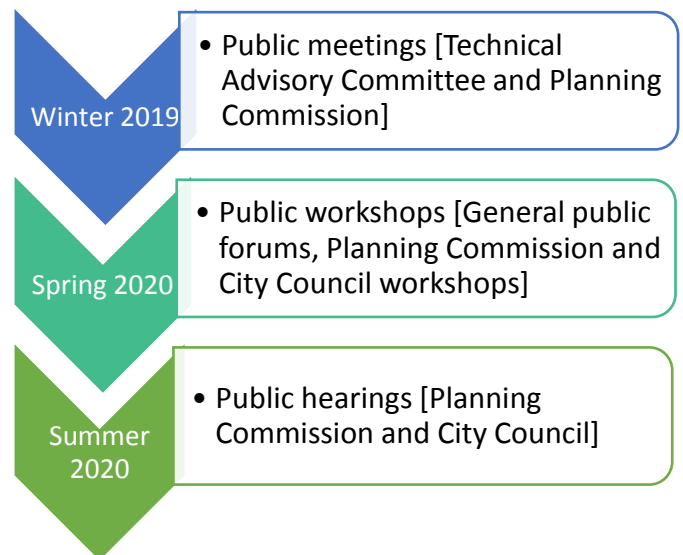 Winter 2019
• Public meetings [Technical
Advisory Committee and Planning
Commission]
Spring 2020
• Public workshops [General public
forums, Planning Commission and
City Council workshops]
Summer
2020
• Public hearings [Planning
Commission and City Council]